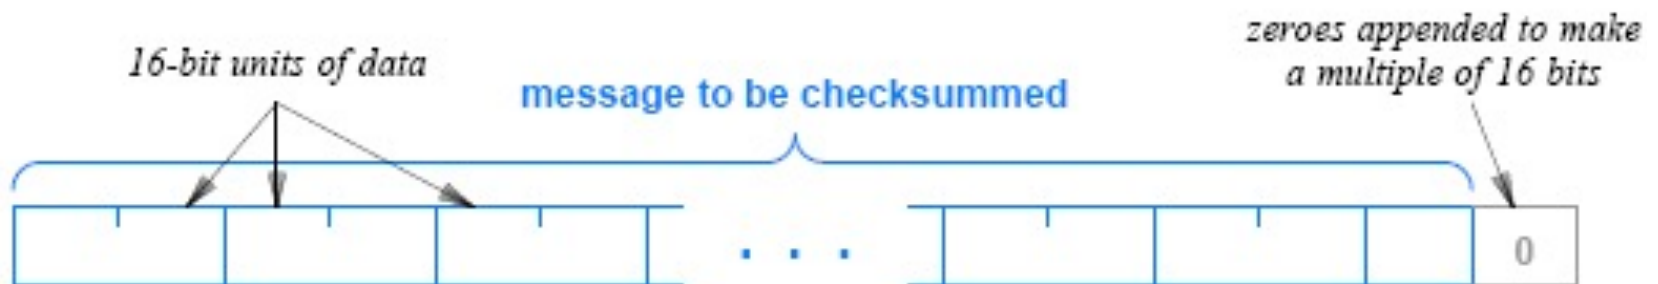 16-bit units of data
message to be checksummed
zeroes appended to make
a multiple of 16 bits
. . .
0